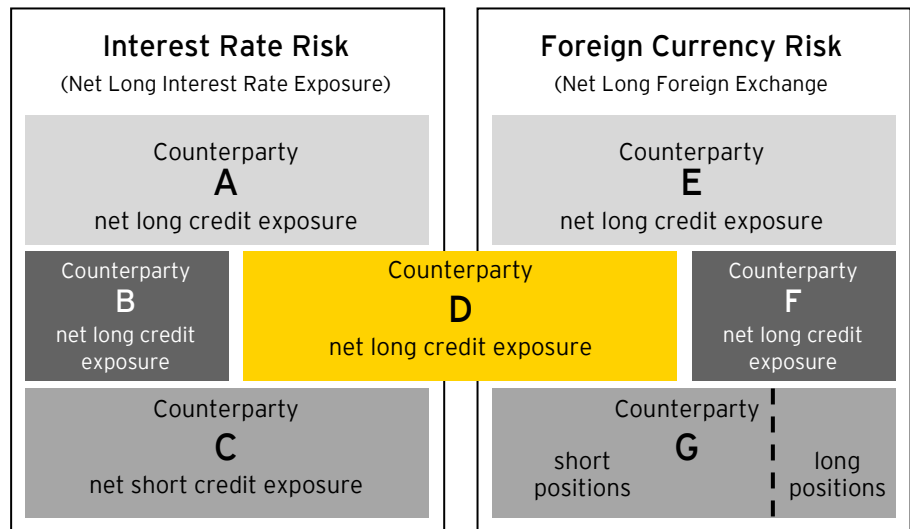 Interest Rate Risk
(Net Long Interest Rate Exposure)
Counterparty
A
net long credit exposure
Counterparty
B
net long credit
exposure
Counterparty
C
net short credit exposure
Counterparty
D
net long credit exposure
Foreign Currency Risk
(Net Long Foreign Exchange
Counterparty
E
net long credit exposure
Counterparty
F
net long credit
exposure
Counterparty
G
short
positions
long
positions